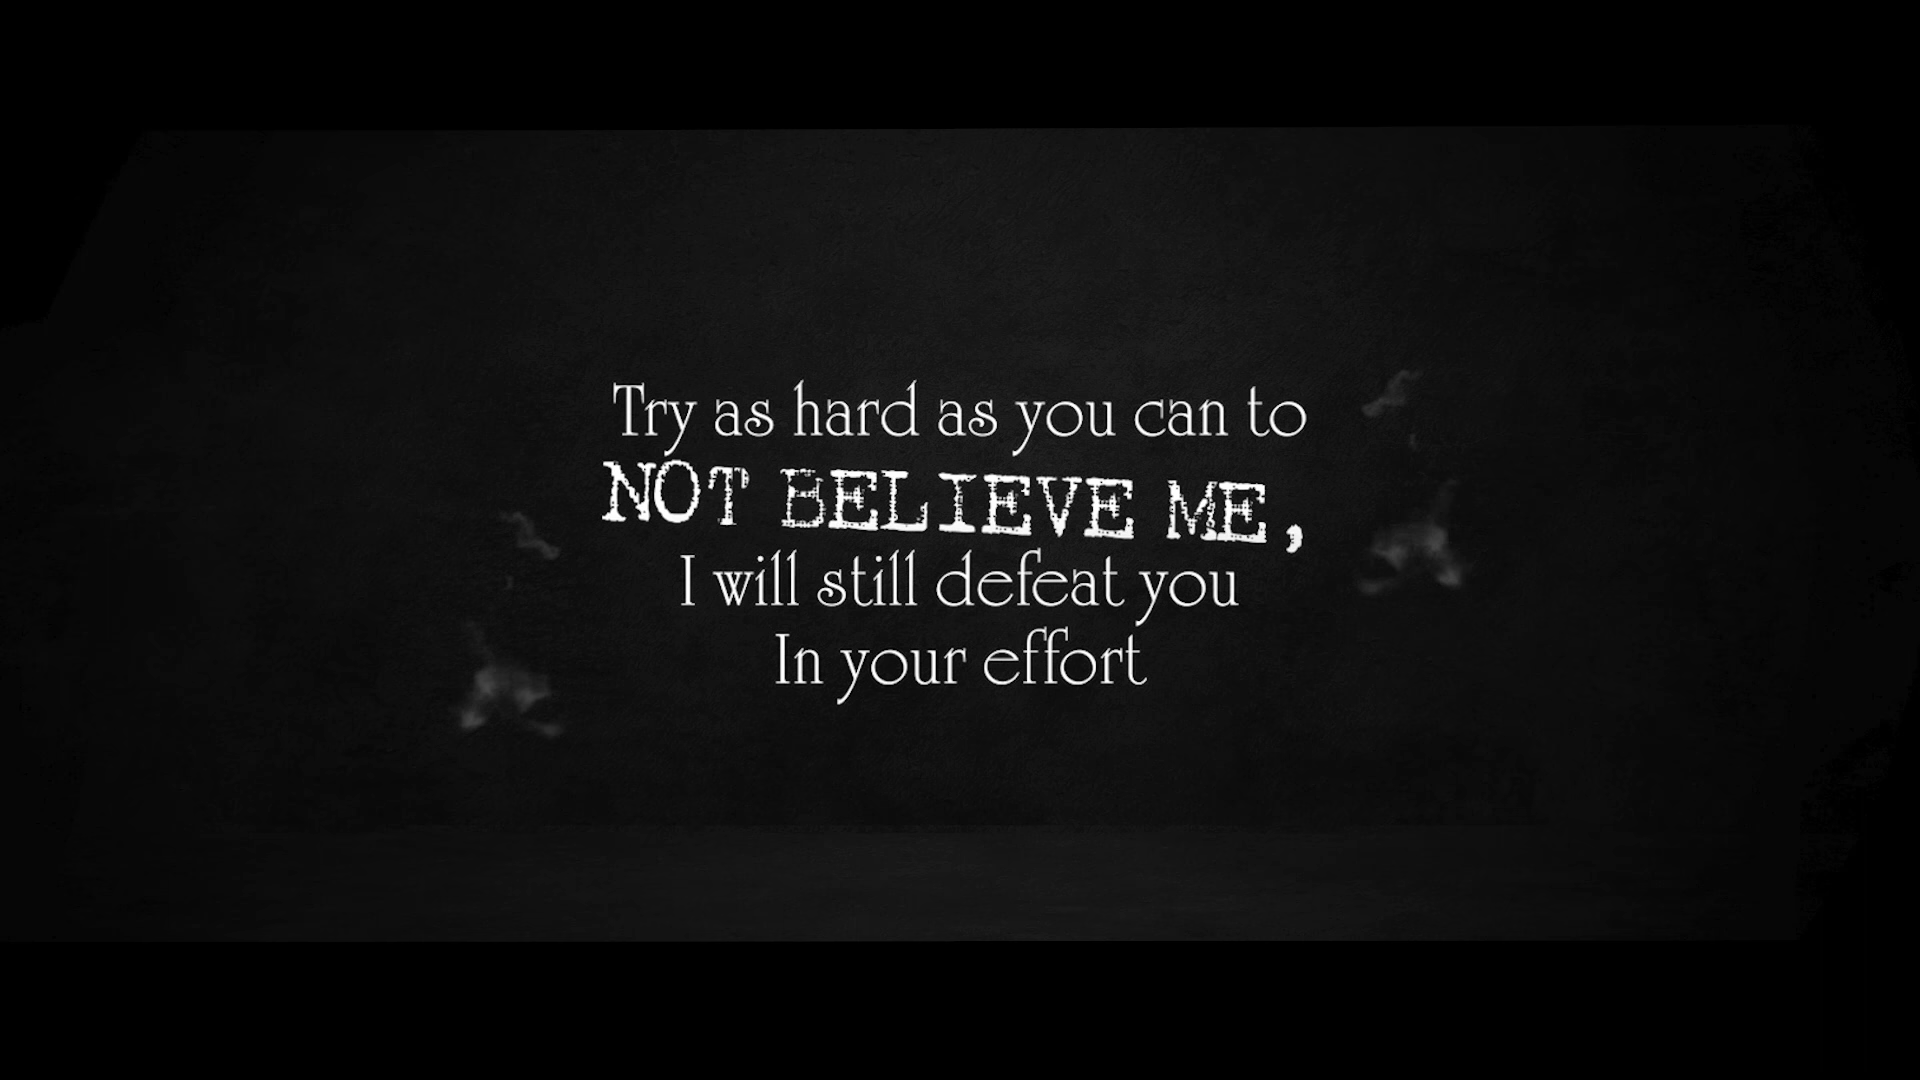 Try as hard as you can to
NOT BELIEVE ME,
I will still defeat you
In your effort